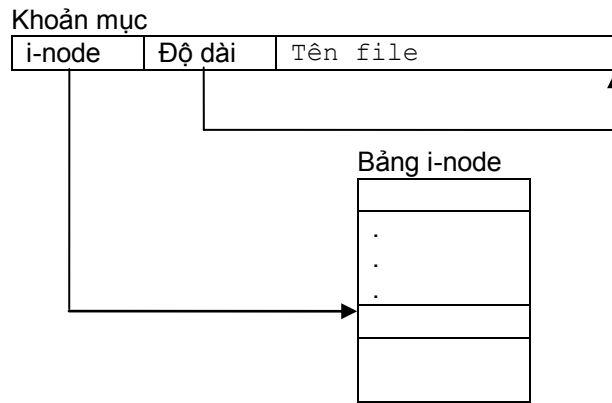 Khoản mục
i-node Độ dài Tên file
Bảng i-node
.
.
.